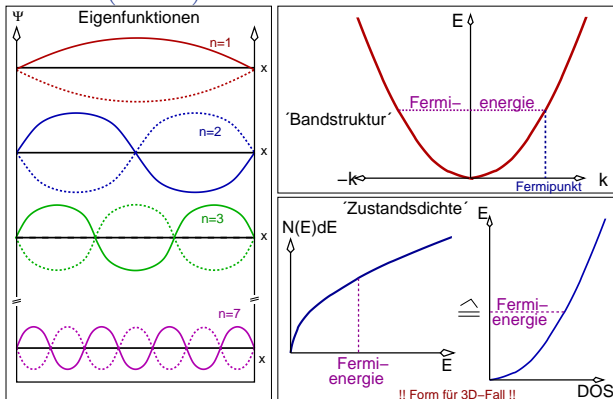 Ψ
Eigenfunktionen
n=1
x
n=2
x
n=3
x
n=7
x
E
Fermi− energie
´Bandstruktur´
−k
k
Fermipunkt
´Zustandsdichte´
N(E)dE
E
Fermi−
energie
E
≙
Fermi−
energie
DOS
!! Form für 3D−Fall !!